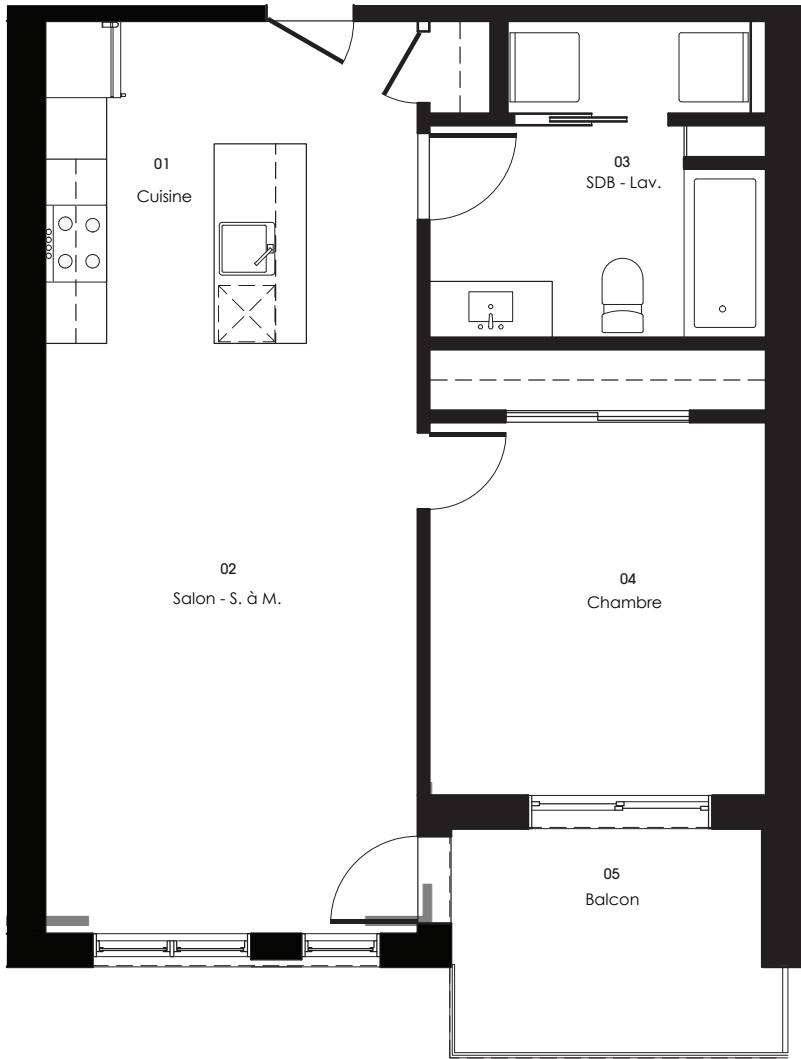 01
Cuisine
03
SDB - Lav.
02
Salon - S. à M.
04
Chambre
05
Balcon